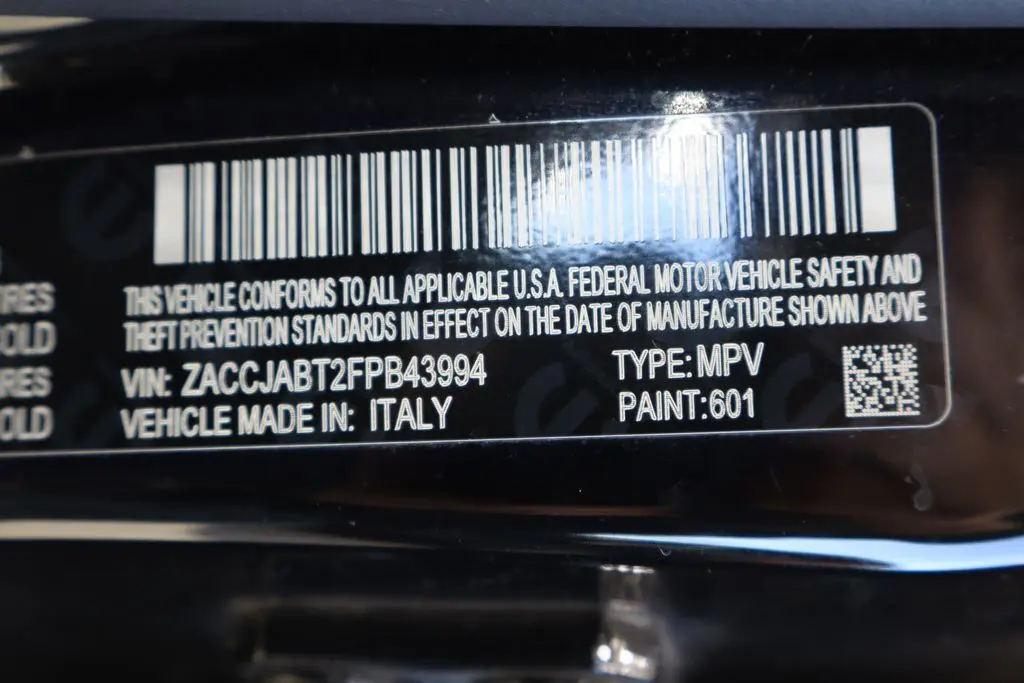 THIS VEHICLE CONFORMS TO ALL APPLICABLE U.S.A. FEDERAL MOTOR VEHICLE SAFETY AND
THEFT PREVENTION STANDARDS IN EFFECT ON THE DATE OF MANUFACTURE SHOWN ABOVE
VIN: ZACCJABT2FPB43994
TYPE: MPV
VEHICLE MADE IN: ITALY
PAINT:601